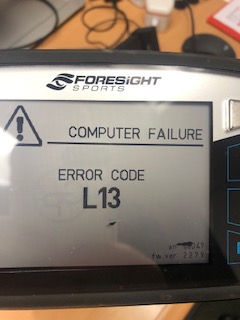 FORESIGHT
SPORTS
COMPUTER FAILURE
ERROR CODE
L13